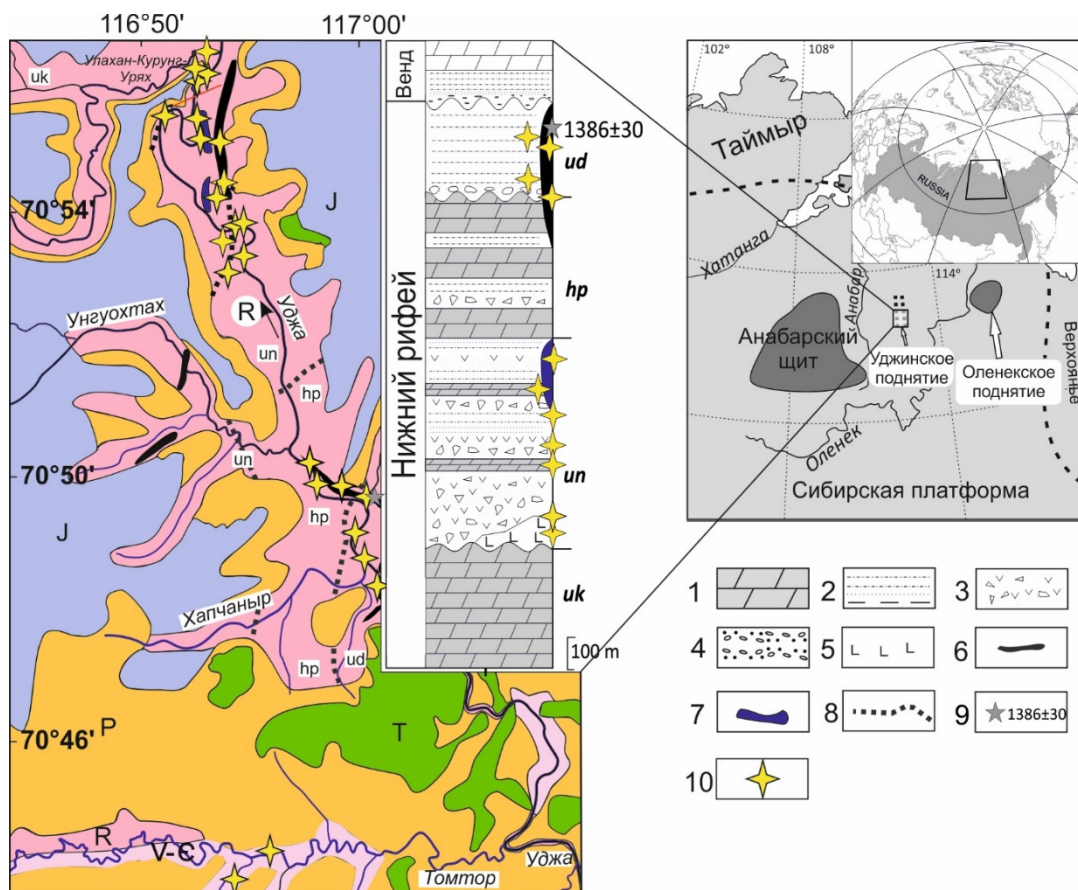 116°50'
117°00'
Улахан-Курунг-
Урях
uk
70°54'
J
Унгуохтах
R
Уджа
un
hp
un
70°50'
hp
J
Хапчаныр
hp
ud
P
70°46'
T
R
V-Є
Томтор
Уджа
Венд
Нижний рифей
1386±30
ud
hp
un
L
L L L
uk
100 m
102°
108°
Таймыр
RUSSIA
Хатанга
114°
Анабар
Анабарский
щит
Уджинское
поднятие
Оленекское
поднятие
Верхоянье
Оленек
Сибирская платформа
1
2
3
4
5
L L L
6
7
8
9
1386±30
10